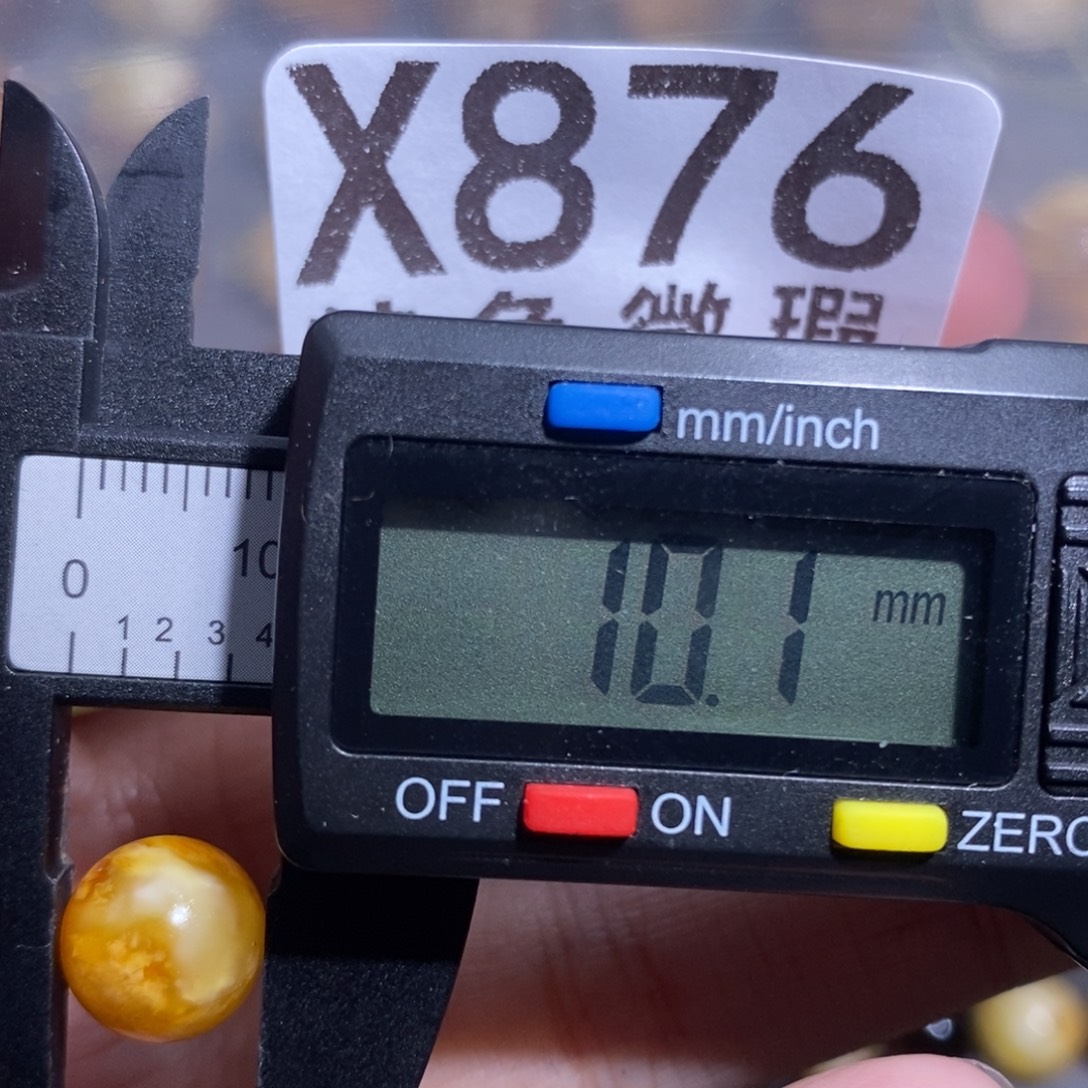 X876
mm/inch
0 10
1 2 3 4
10.1 mm
OFF ON ZERO